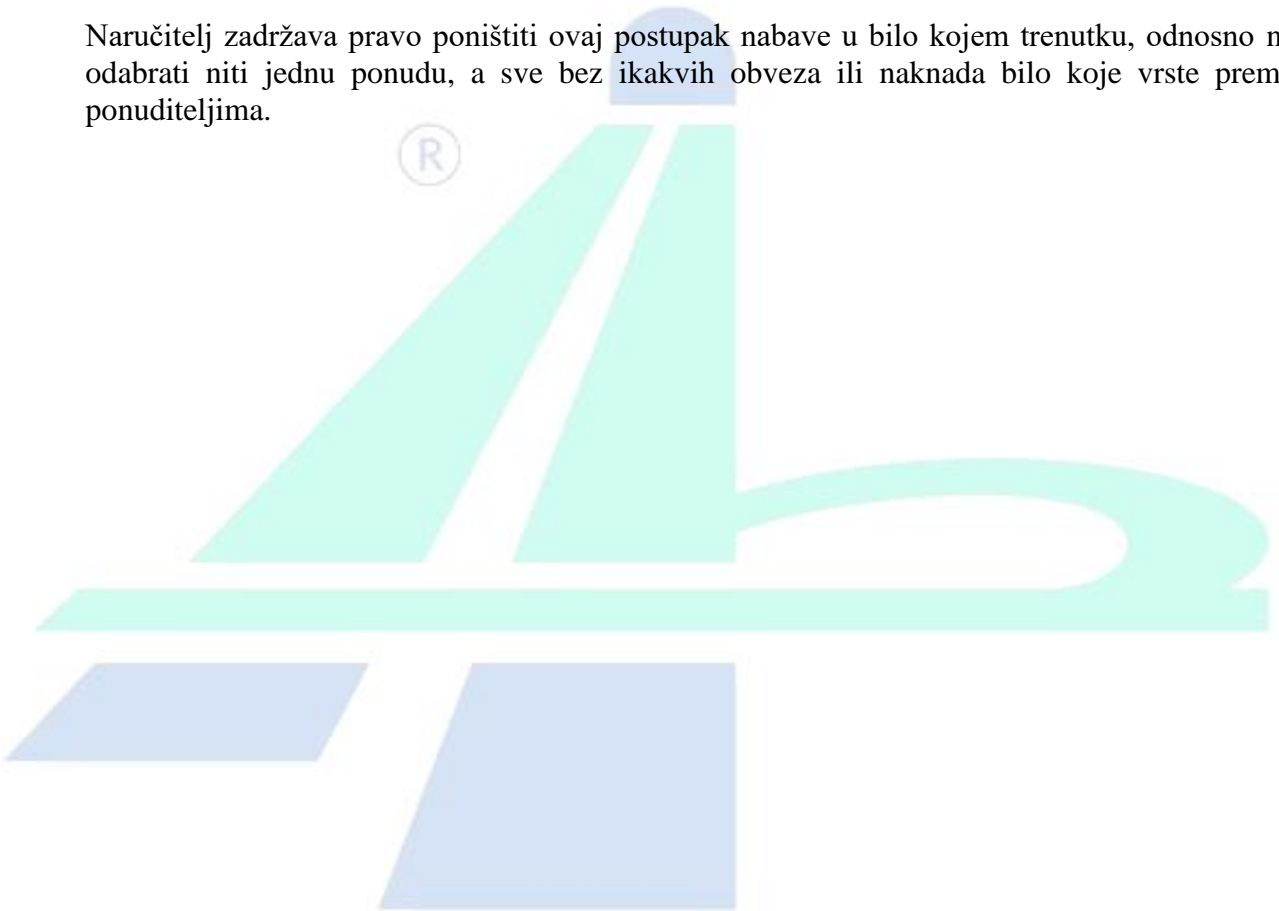 Naručitelj zadržava pravo poništiti ovaj postupak nabave u bilo kojem trenutku, odnosno n
odabrati niti jednu ponudu, a sve bez ikakvih obveza ili naknada bilo koje vrste prem
ponuditeljima.
®